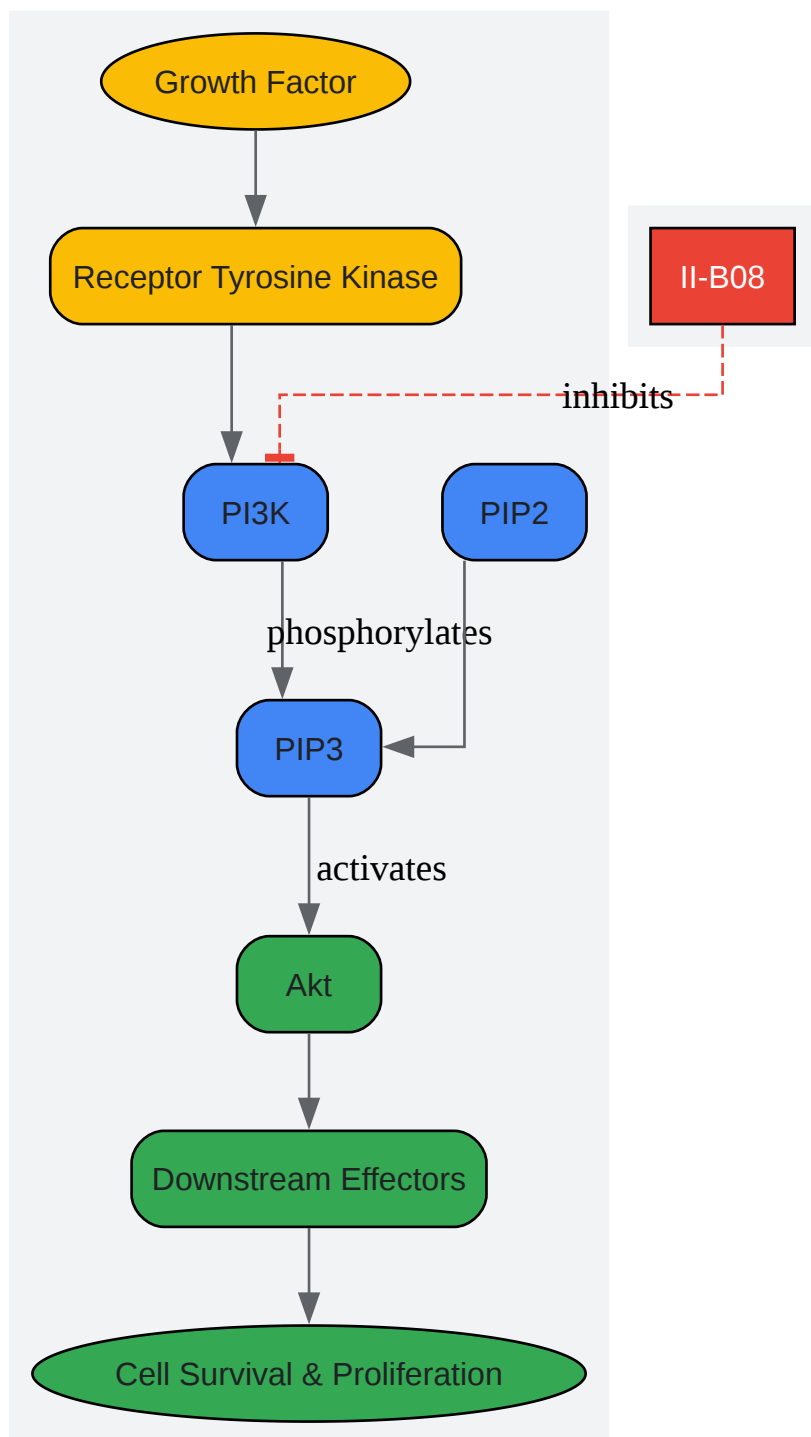 Growth Factor
Receptor Tyrosine Kinase
II-B08
inhibits
PI3K
PIP2
phosphorylates
PIP3
activates
Akt
Downstream Effectors
Cell Survival & Proliferation